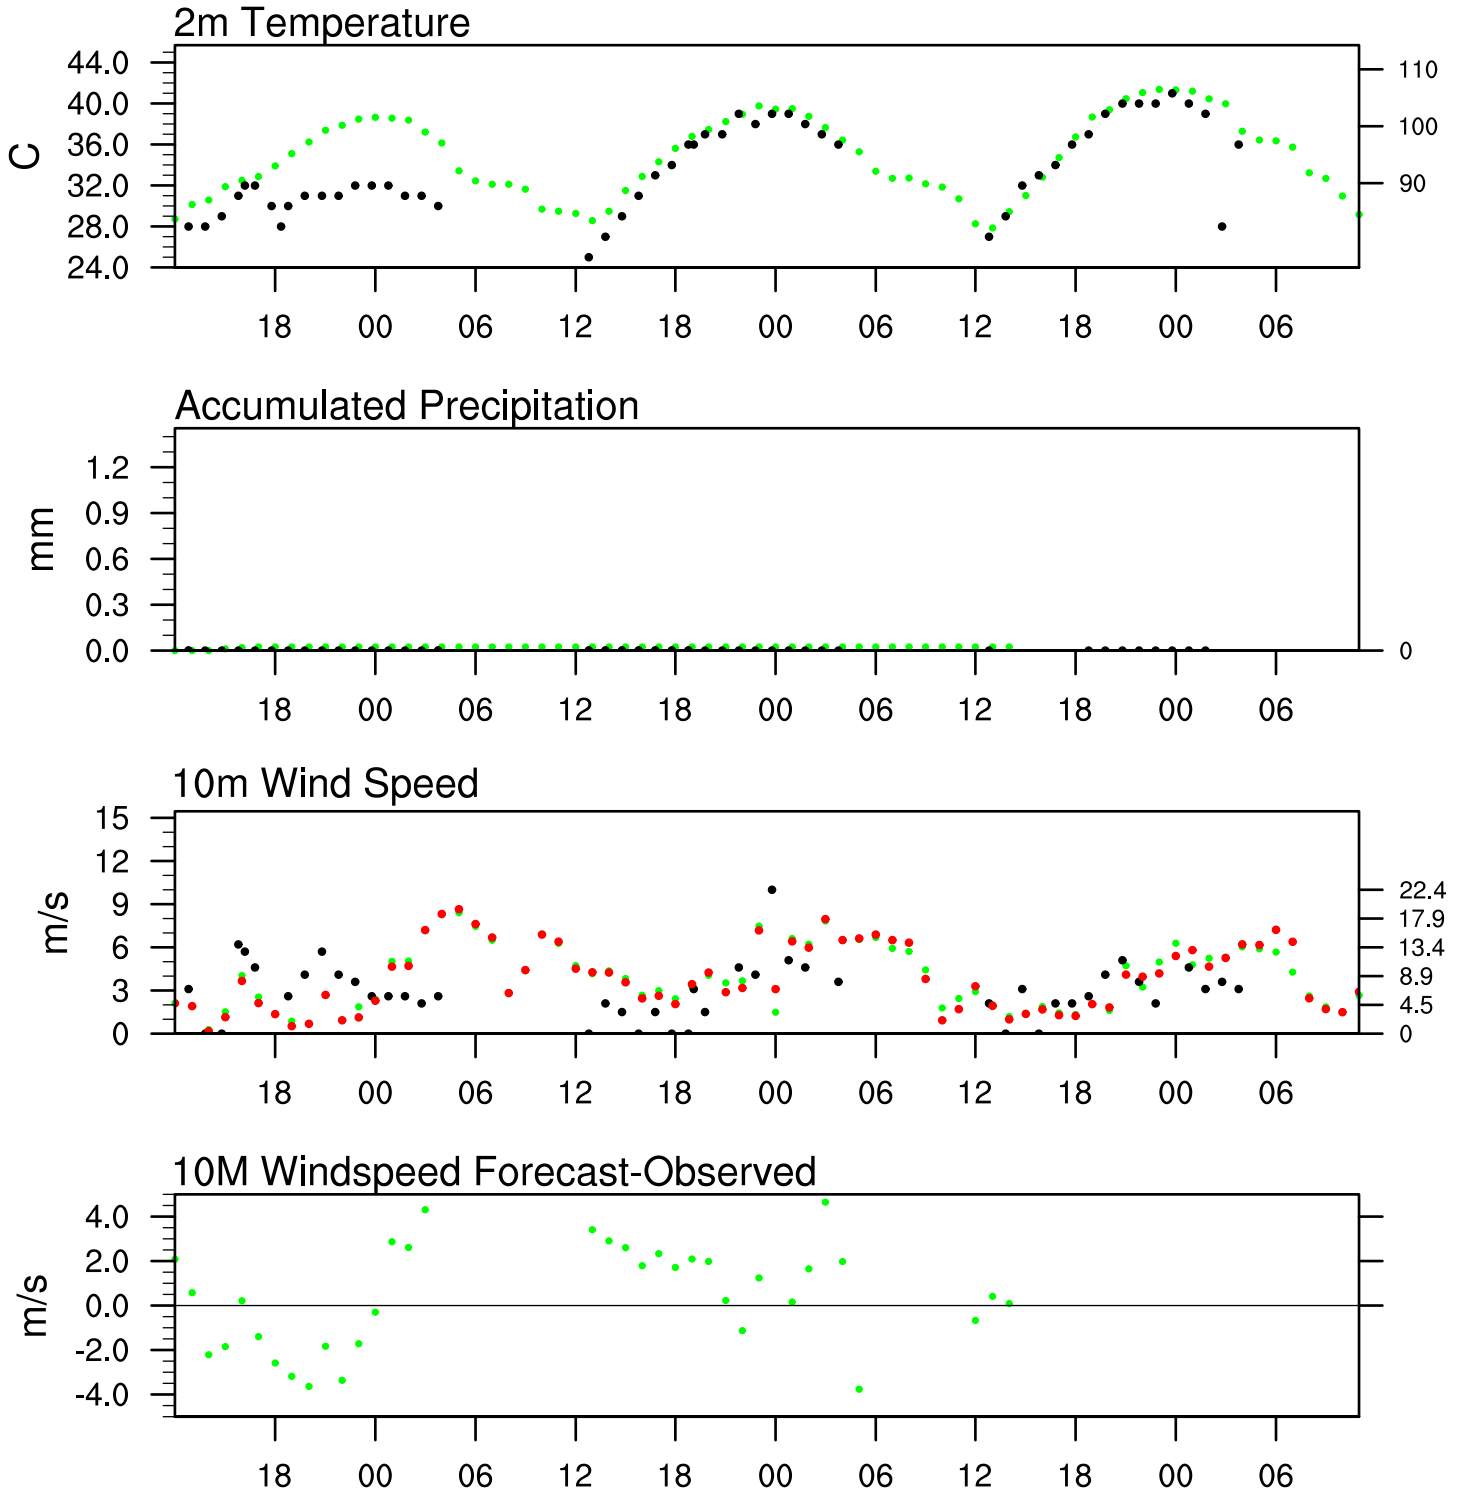 2m Temperature
44.0
40.0
36.0
32.0
28.0
24.0
C
110
100
90
18 00 06 12 18 00 06 12 18 00 06
Accumulated Precipitation
1.2
0.9
0.6
0.3
0.0
mm
0
18 00 06 12 18 00 06 12 18 00 06
10m Wind Speed
15
12
9
6
3
0
m/s
22.4
17.9
13.4
8.9
4.5
0
18 00 06 12 18 00 06 12 18 00 06
10M Windspeed Forecast-Observed
4.0
2.0
0.0
-2.0
-4.0
m/s
18 00 06 12 18 00 06 12 18 00 06